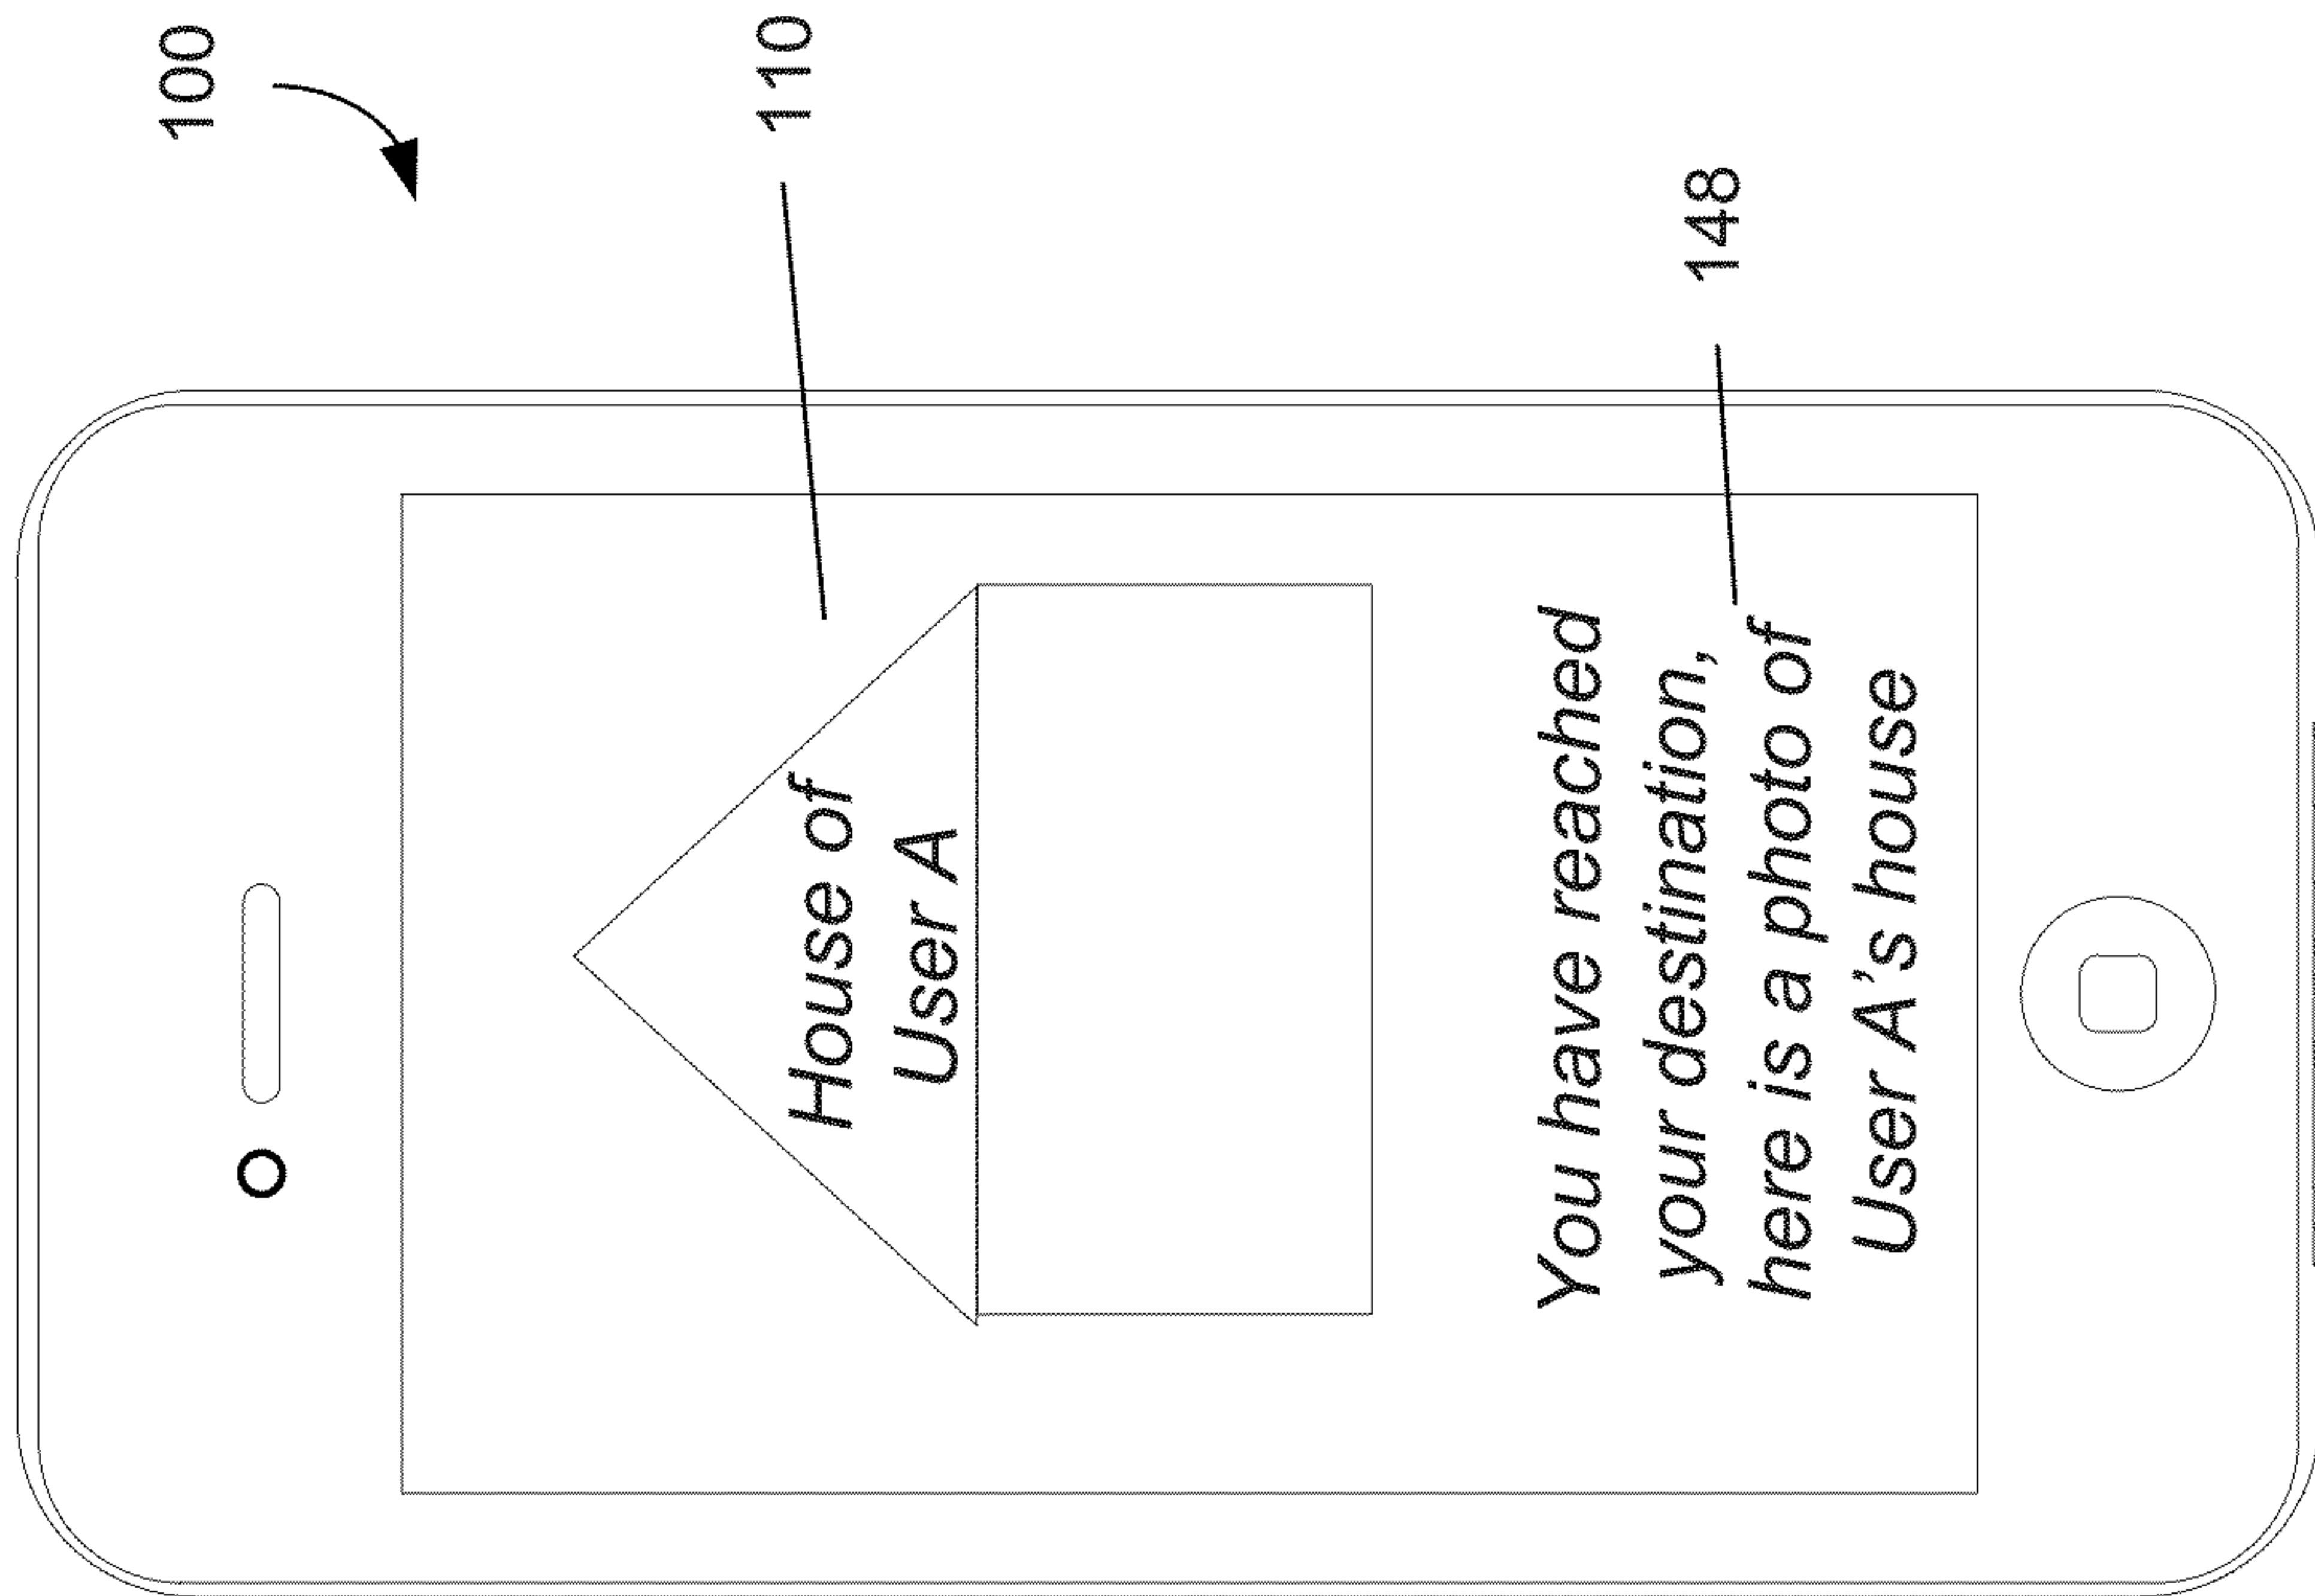 100
110
House of
User A
148
You have reached
your destination,
here is a photo of
User A's house